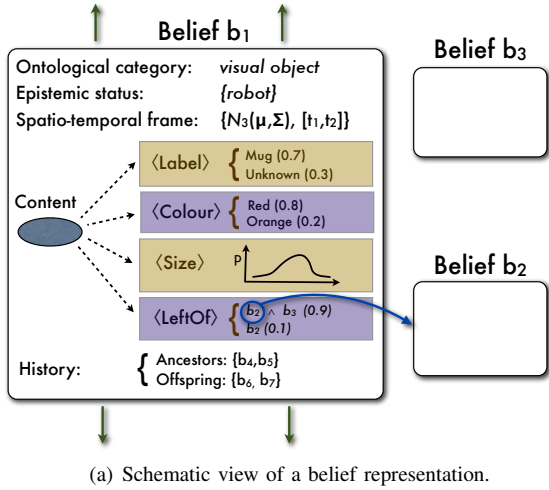 Belief b₁
Ontological category: visual object
Epistemic status: {robot}
Spatio-temporal frame: {N₃(μ,Σ), [t₁,t₂]}
Content
⟨Label⟩ { Mug (0.7)
Unknown (0.3)
⟨Colour⟩ { Red (0.8)
Orange (0.2)
⟨Size⟩ P
⟨LeftOf⟩ { b₂ ∧ b₃ (0.9)
b₂ (0.1)
History: { Ancestors: {b₄,b₅}
Offspring: {b₆, b₇}
Belief b₃
Belief b₂
(a) Schematic view of a belief representation.